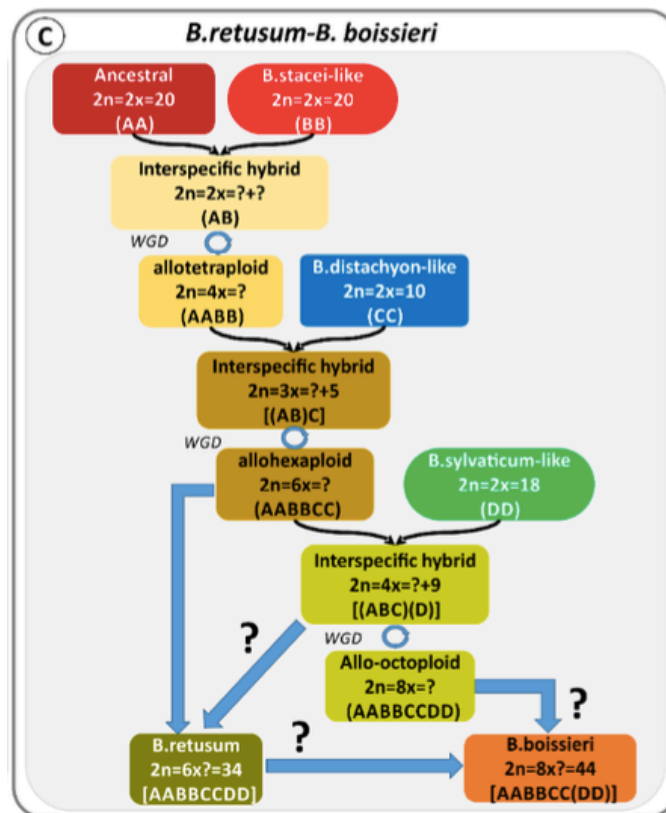 C
B.retusum-B. boissieri
Ancestral
2n=2x=20
(AA)
B.stacei-like
2n=2x=20
(BB)
Interspecific hybrid
2n=2x=?+?
(AB)
WGD
allotetraploid
2n=4x=?
(AABB)
B.distachyon-like
2n=2x=10
(CC)
Interspecific hybrid
2n=3x=?+5
[(AB)C]
WGD
allohexaploid
2n=6x=?
(AABBCC)
B.sylvaticum-like
2n=2x=18
(DD)
Interspecific hybrid
2n=4x=?+9
[(ABC)(D)]
?
WGD
Allo-octoploid
2n=8x=?
(AABBCCDD)
?
?
B.retusum
2n=6x?=34
[AABBCCDD]
B.boissieri
2n=8x?=44
[AABBCC(DD)]